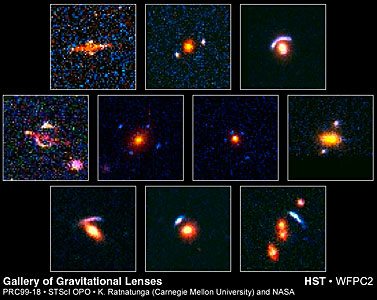 Gallery of Gravitational Lenses HST • WFPC2
PRC99-18 • STScI OPO • K. Ratnatunga (Carnegie Mellon University) and NASA